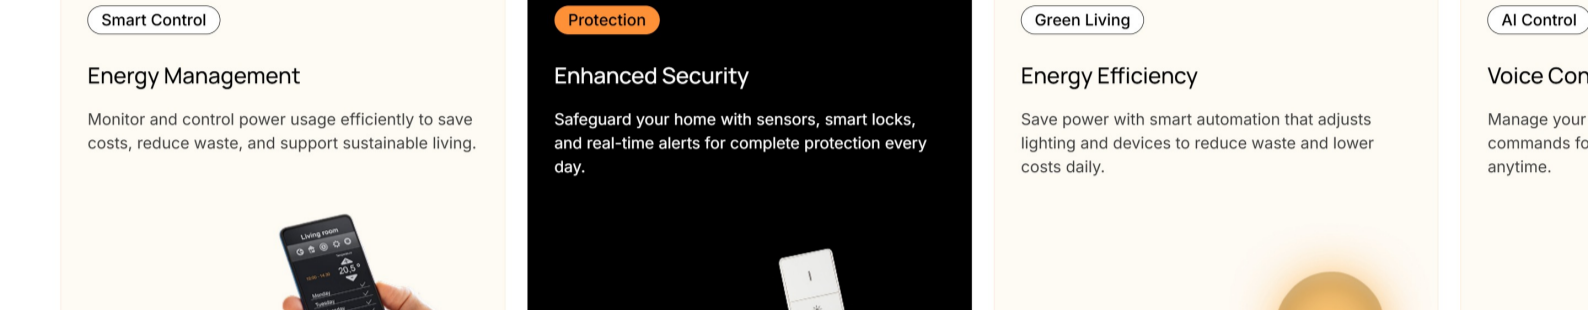 Smart Control
Energy Management
Monitor and control power usage efficiently to save
costs, reduce waste, and support sustainable living.
Living room
20.5°
Monday
Tuesday
Protection
Enhanced Security
Safeguard your home with sensors, smart locks,
and real-time alerts for complete protection every
day.
Green Living
Energy Efficiency
Save power with smart automation that adjusts
lighting and devices to reduce waste and lower
costs daily.
AI Control
Voice Con
Manage your
commands fo
anytime.